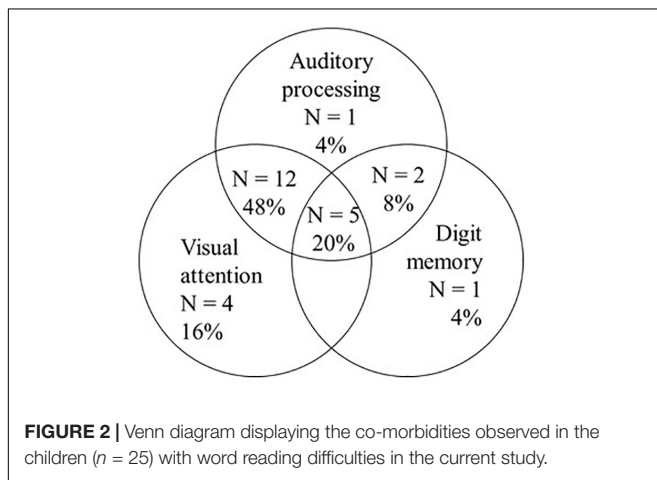 Auditory
processing
N = 1
4%
N = 12
48%
N = 2
8%
N = 5
20%
Visual
attention
N = 4
16%
Digit
memory
N = 1
4%
FIGURE 2 | Venn diagram displaying the co-morbidities observed in the
children (n = 25) with word reading difficulties in the current study.